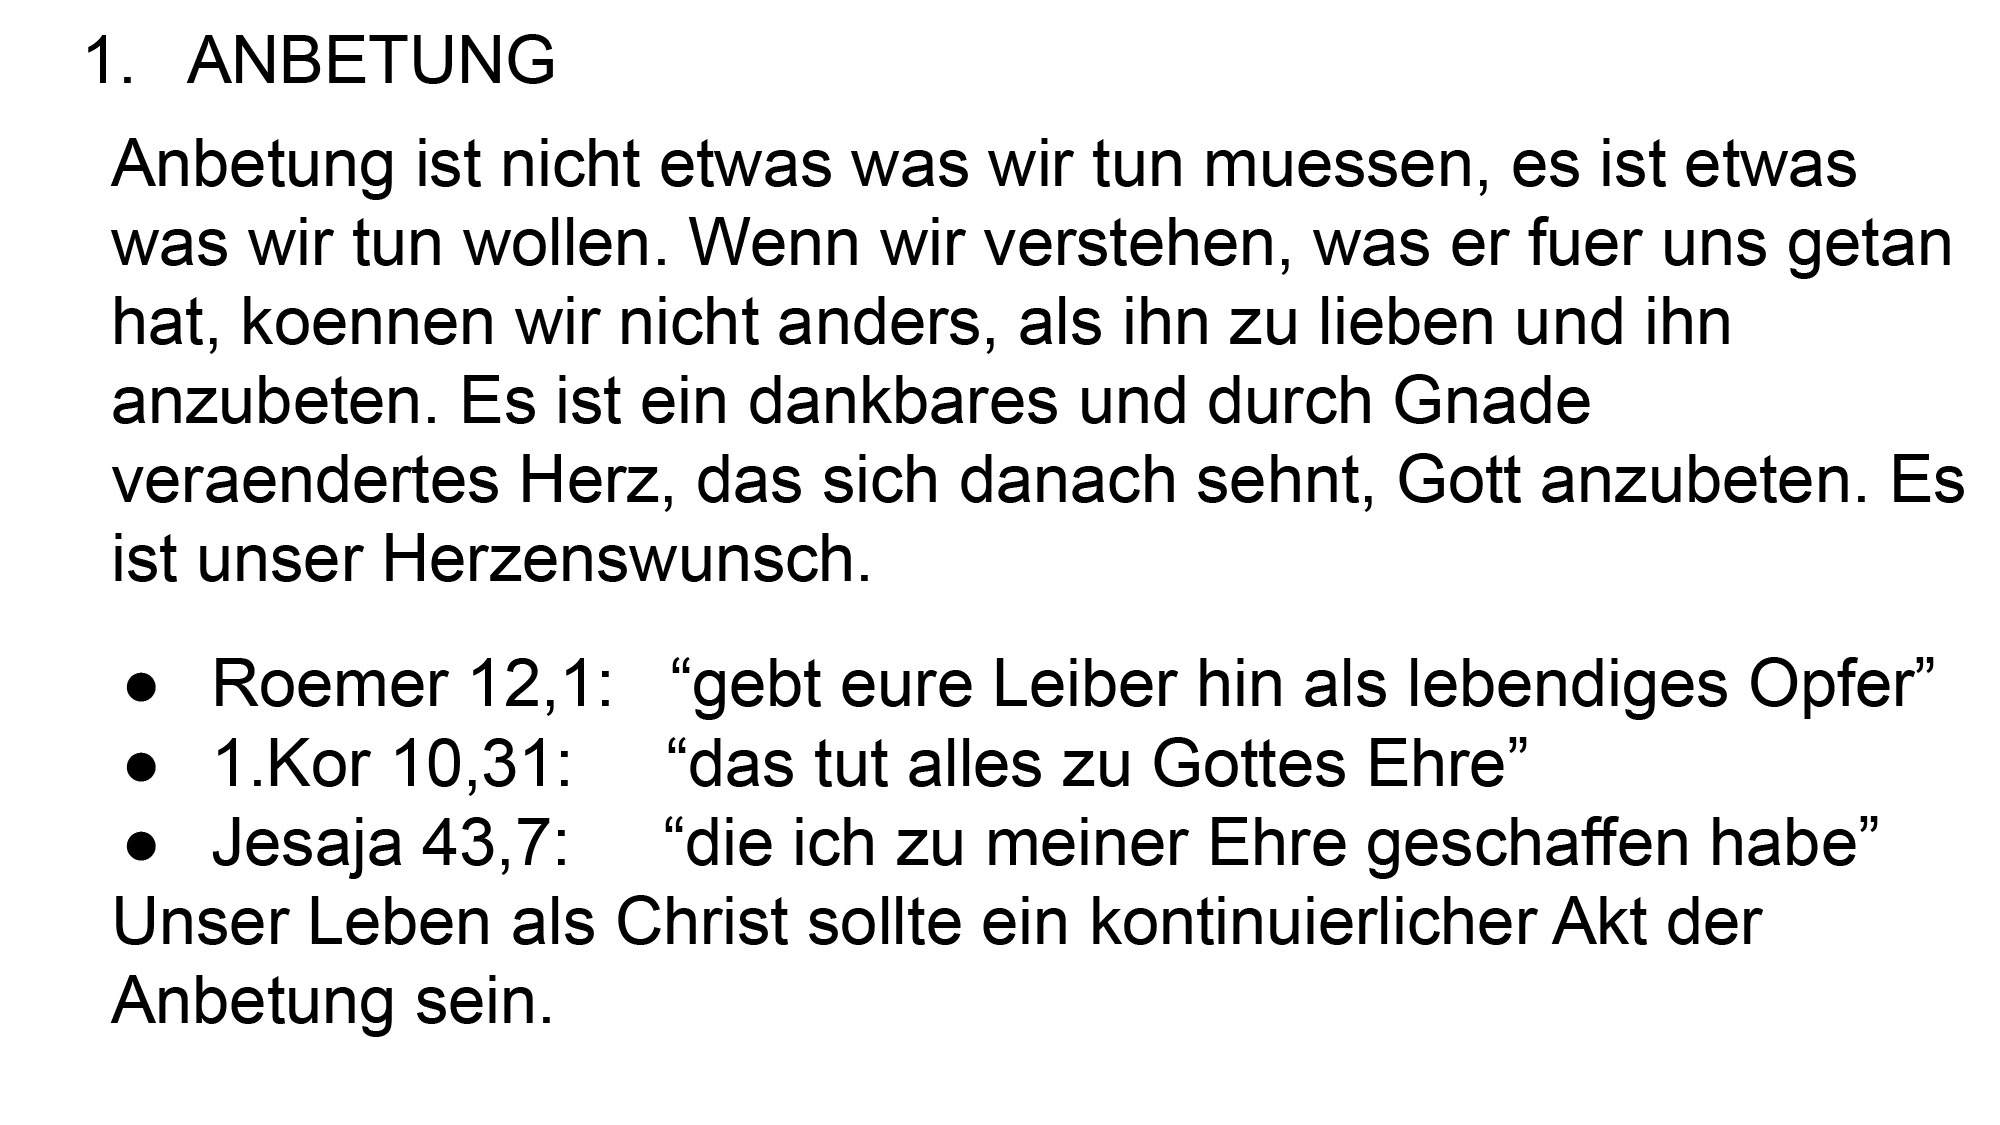 1. ANBETUNG
Anbetung ist nicht etwas was wir tun muessen, es ist etwas
was wir tun wollen. Wenn wir verstehen, was er fuer uns getan
hat, koennen wir nicht anders, als ihn zu lieben und ihn
anzubeten. Es ist ein dankbares und durch Gnade
veraendertes Herz, das sich danach sehnt, Gott anzubeten. Es
ist unser Herzenswunsch.
● Roemer 12,1: “gebt eure Leiber hin als lebendiges Opfer”
● 1.Kor 10,31: “das tut alles zu Gottes Ehre”
● Jesaja 43,7: “die ich zu meiner Ehre geschaffen habe”
Unser Leben als Christ sollte ein kontinuierlicher Akt der
Anbetung sein.